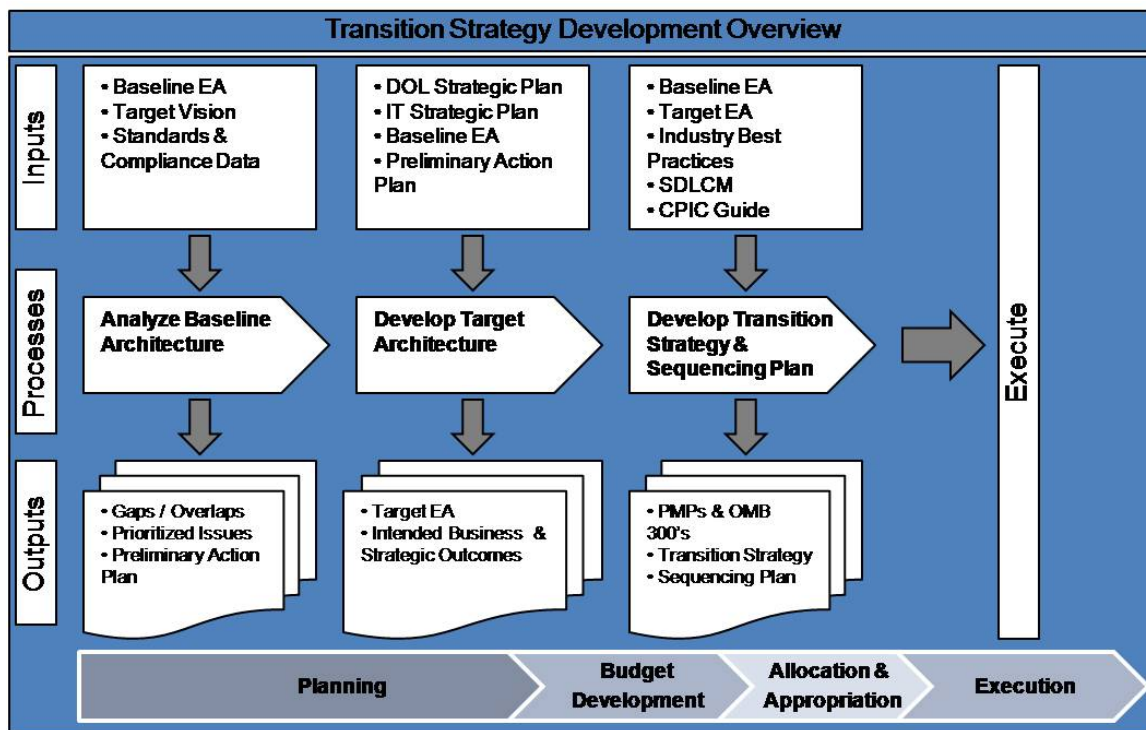 Transition Strategy Development Overview
Inputs
• Baseline EA
• Target Vision
• Standards &
Compliance Data
• DOL Strategic Plan
• IT Strategic Plan
• Baseline EA
• Preliminary Action
Plan
• Baseline EA
• Target EA
• Industry Best
Practices
• SDLCM
• CPIC Guide
Processes
Analyze Baseline
Architecture
Develop Target
Architecture
Develop Transition
Strategy &
Sequencing Plan
Execute
Outputs
• Gaps / Overlaps
• Prioritized Issues
• Preliminary Action
Plan
• Target EA
• Intended Business &
Strategic Outcomes
• PMPs & OMB
300's
• Transition Strategy
• Sequencing Plan
Planning
Budget
Development
Allocation &
Appropriation
Execution